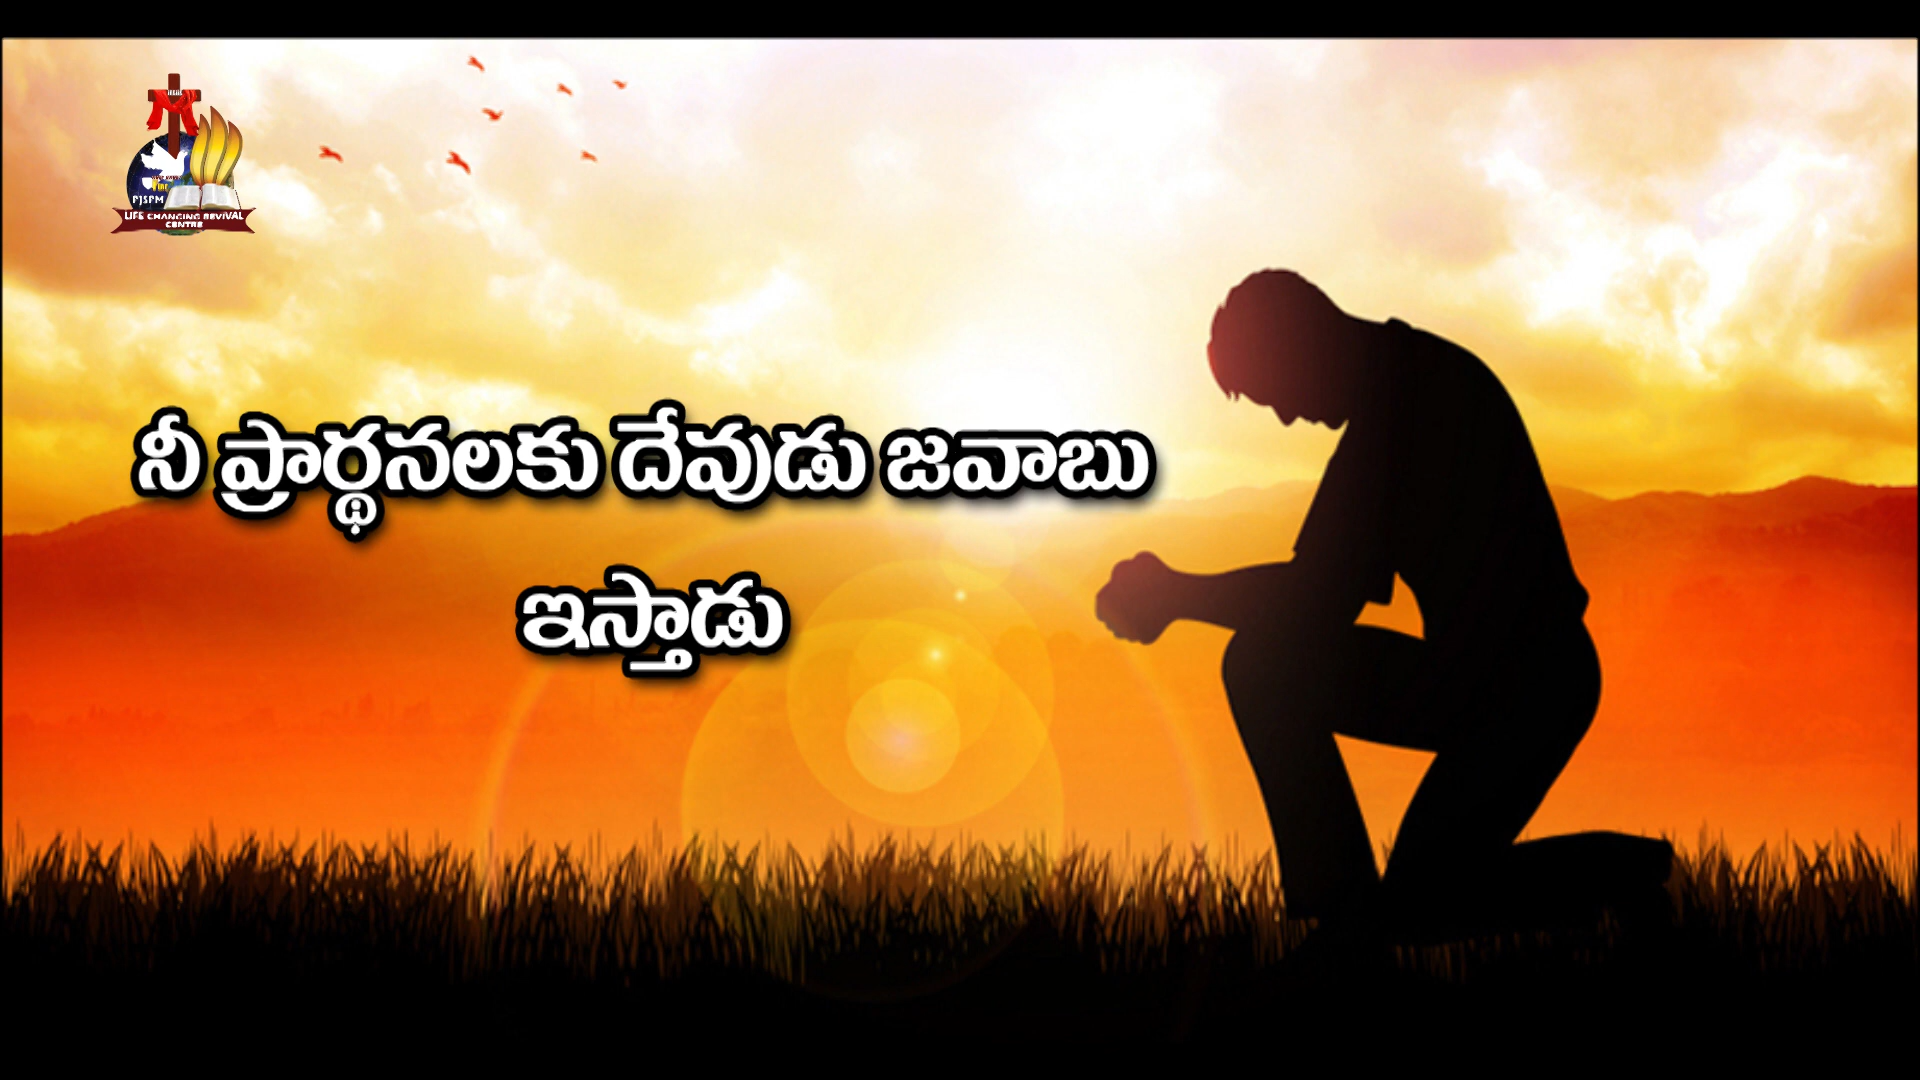 PJSPM
LIFE CHANGING REVIVAL
CENTRE
నీ ప్రార్థనలకు దేవుడు జవాబు
ఇస్తాడు